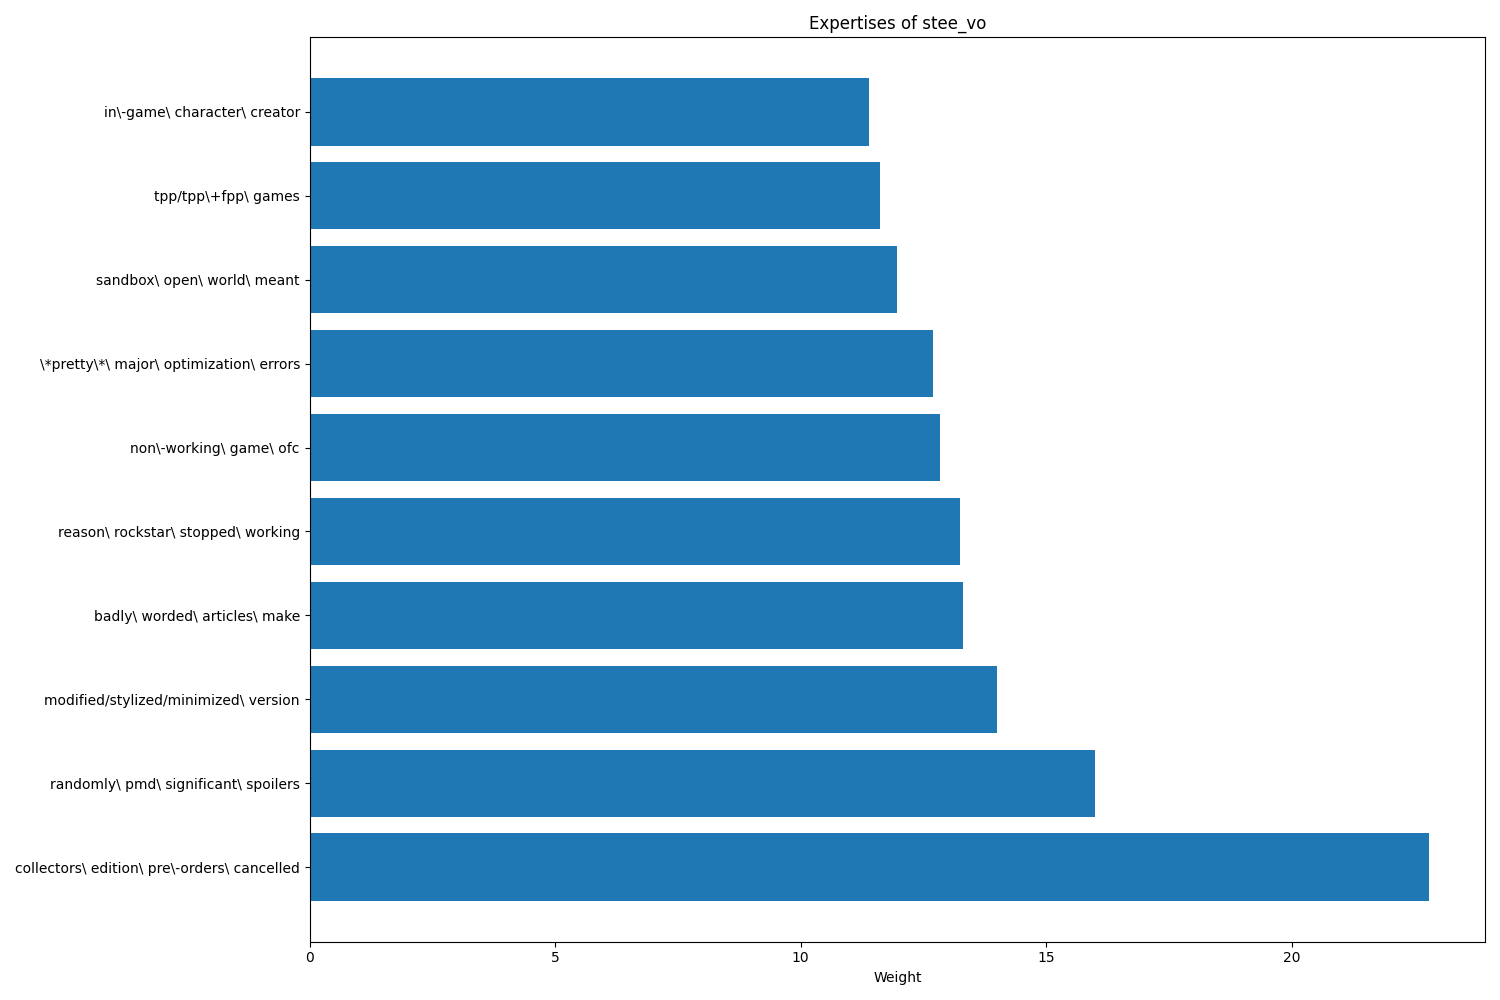 Expertises of stee_vo
in\-game\ character\ creator
tpp/tpp\+fpp\ games
sandbox\ open\ world\ meant
\*pretty\*\ major\ optimization\ errors
non\-working\ game\ ofc
reason\ rockstar\ stopped\ working
badly\ worded\ articles\ make
modified/stylized/minimized\ version
randomly\ pmd\ significant\ spoilers
collectors\ edition\ pre\-orders\ cancelled
0 5 10 15 20
Weight